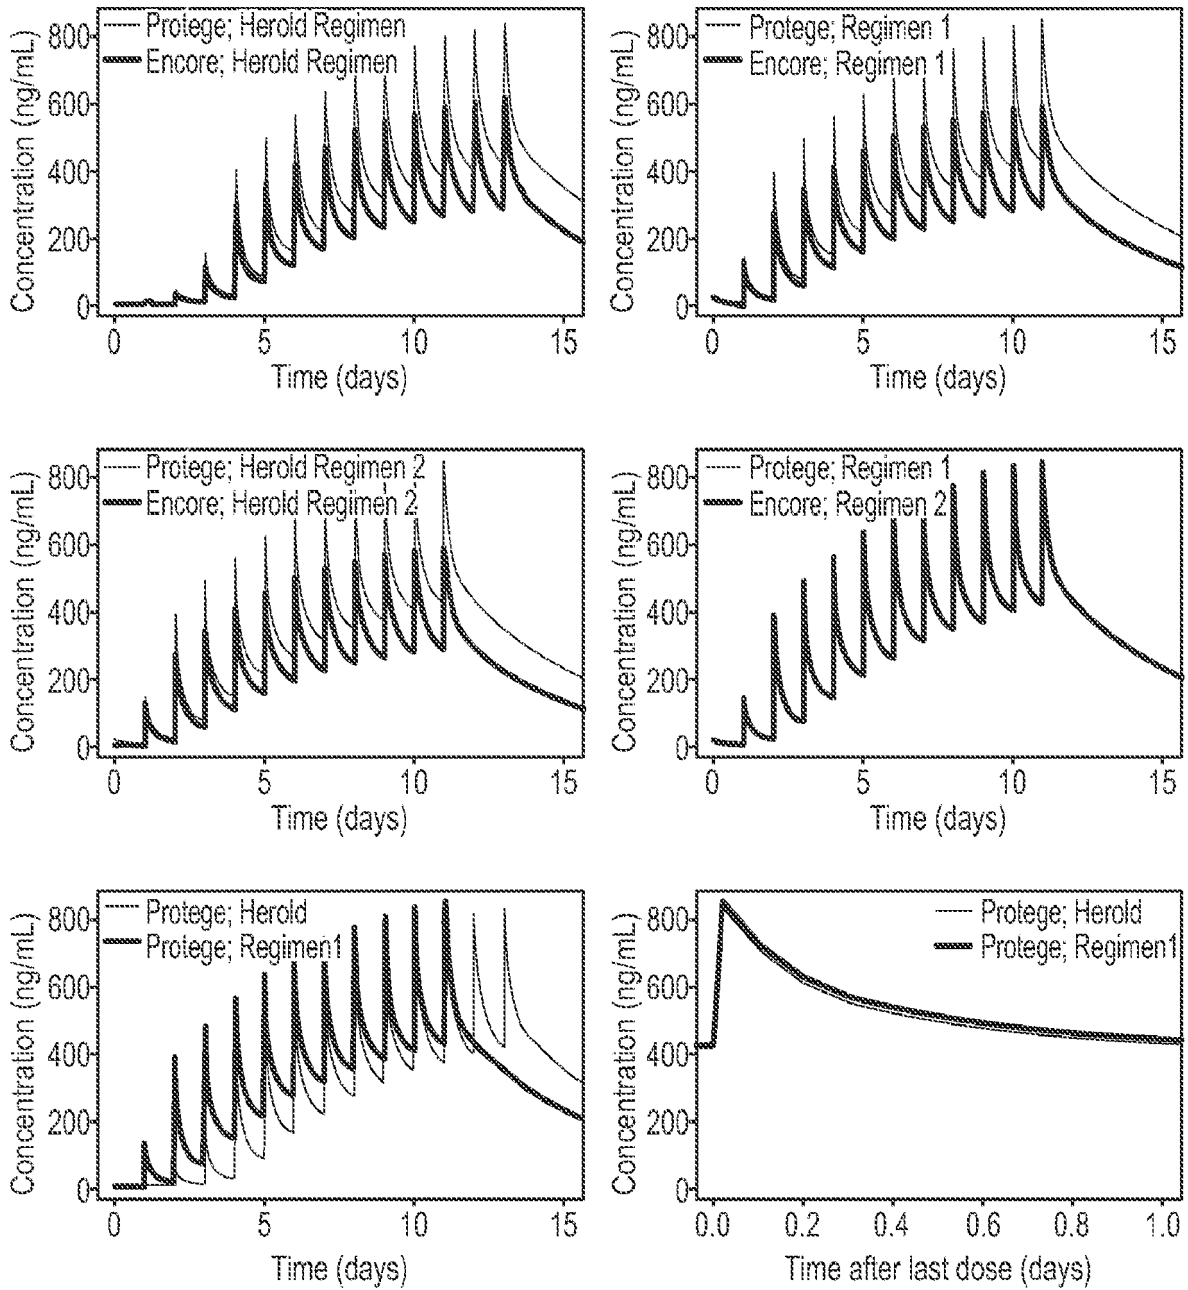 Protege; Herold Regimen
Encore; Herold Regimen
Concentration (ng/mL)
800
600
400
200
0
0 5 10 15
Time (days)
Protege; Regimen 1
Encore; Regimen 1
Concentration (ng/mL)
800
600
400
200
0
0 5 10 15
Time (days)
Protege; Herold Regimen 2
Encore; Herold Regimen 2
Concentration (ng/mL)
800
600
400
200
0
0 5 10 15
Time (days)
Protege; Regimen 1
Encore; Regimen 2
Concentration (ng/mL)
800
600
400
200
0
0 5 10 15
Time (days)
Protege; Herold
Protege; Regimen1
Concentration (ng/mL)
800
600
400
200
0
0 5 10 15
Time (days)
Protege; Herold
Protege; Regimen1
Concentration (ng/mL)
800
600
400
200
0
0.0 0.2 0.4 0.6 0.8 1.0
Time after last dose (days)